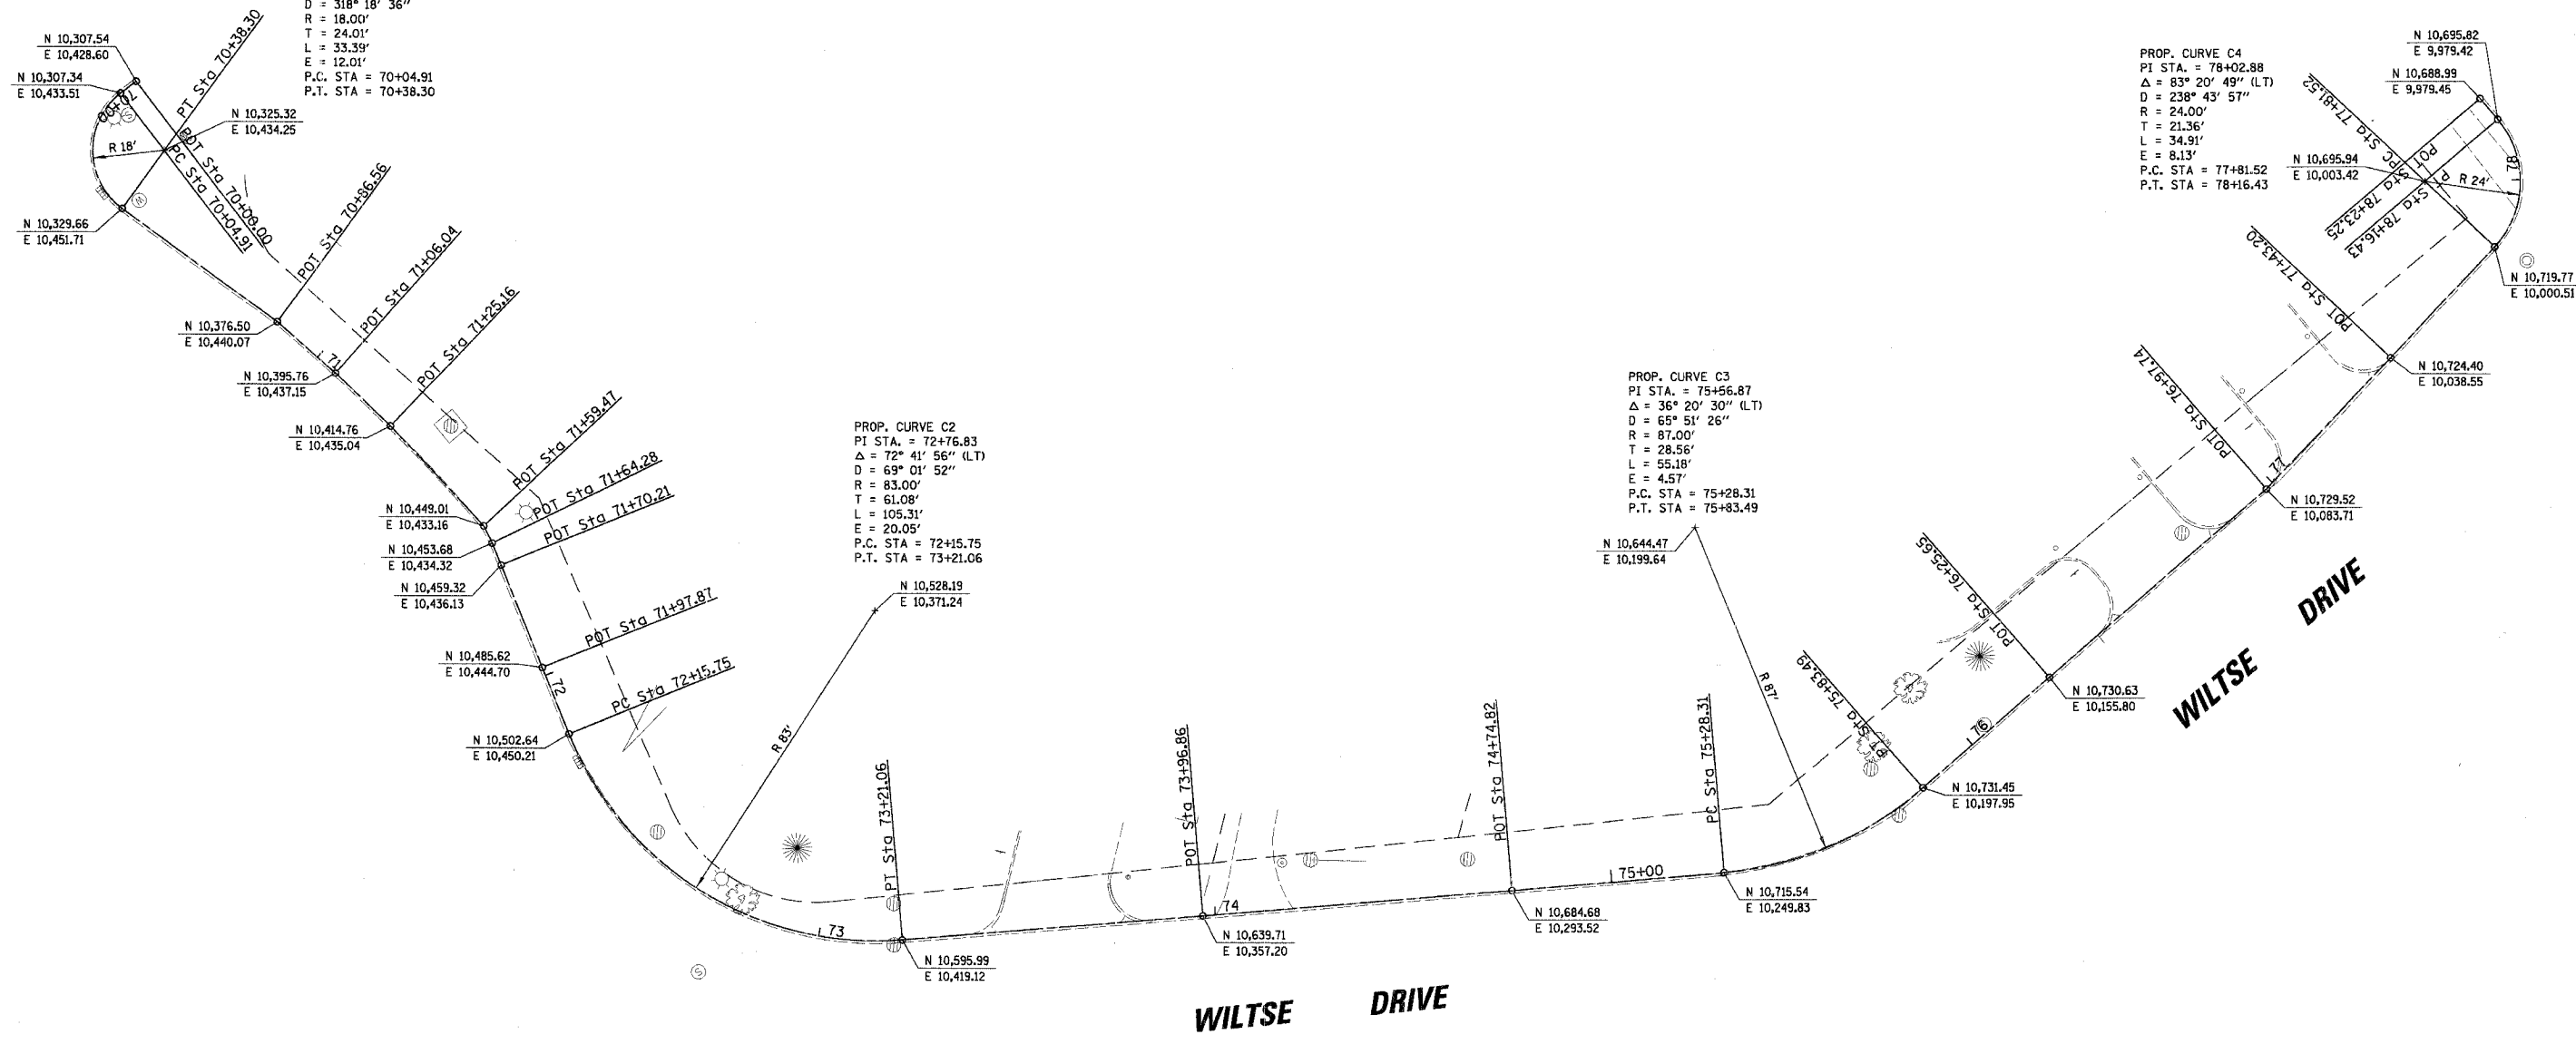 D = 318° 18' 36"
R = 18.00'
T = 24.01'
L = 33.39'
E = 12.01'
P.C. STA = 70+04.91
P.T. STA = 70+38.30
N 10,307.54
E 10,428.60
N 10,307.34
E 10,433.51
N 10,325.32
E 10,434.25
R 18'
70+00
S
W
PT Sta 70+38.30
POT Sta 70+00.00
PC Sta 70+04.91
N 10,329.66
E 10,451.71
POT Sta 70+86.56
N 10,376.50
E 10,440.07
71
POT Sta 71+06.04
N 10,395.76
E 10,437.15
POT Sta 71+25.16
N 10,414.76
E 10,435.04
POT Sta 71+59.47
N 10,449.01
E 10,433.16
POT Sta 71+64.28
N 10,453.68
E 10,434.32
POT Sta 71+70.21
N 10,459.32
E 10,436.13
POT Sta 71+97.87
N 10,485.62
E 10,444.70
72
PC Sta 72+15.75
N 10,502.64
E 10,450.21
PROP. CURVE C2
PI STA. = 72+76.83
Δ = 72° 41' 56" (LT)
D = 69° 01' 52"
R = 83.00'
T = 61.08'
L = 105.31'
E = 20.05'
P.C. STA = 72+15.75
P.T. STA = 73+21.06
N 10,528.19
E 10,371.24
R 83'
73
S
PT Sta 73+21.06
N 10,595.99
E 10,419.12
POT Sta 73+96.86
74
N 10,639.71
E 10,357.20
POT Sta 74+74.82
N 10,684.68
E 10,293.52
75+00
PC Sta 75+28.31
N 10,715.54
E 10,249.83
PROP. CURVE C3
PI STA. = 75+56.87
Δ = 36° 20' 30" (LT)
D = 65° 51' 26"
R = 87.00'
T = 28.56'
L = 55.18'
E = 4.57'
P.C. STA = 75+28.31
P.T. STA = 75+83.49
N 10,644.47
E 10,199.64
R 87'
PT Sta 75+83.49
N 10,731.45
E 10,197.95
76
POT Sta 76+25.65
N 10,730.63
E 10,155.80
POT Sta 76+97.74
77
N 10,729.52
E 10,083.71
POT Sta 77+43.20
N 10,724.40
E 10,038.55
PROP. CURVE C4
PI STA. = 78+02.88
Δ = 83° 20' 49" (LT)
D = 238° 43' 57"
R = 24.00'
T = 21.36'
L = 34.91'
E = 8.13'
P.C. STA = 77+81.52
P.T. STA = 78+16.43
N 10,695.82
E 9,979.42
N 10,688.99
E 9,979.45
N 10,695.94
E 10,003.42
PC Sta 77+81.52
POT Sta 78+23.25
PT Sta 78+16.43
78
R 24'
N 10,719.77
E 10,000.51
WILTSE DRIVE
WILTSE DRIVE